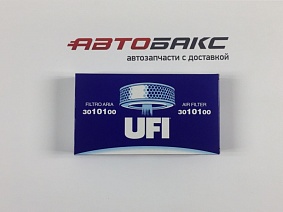 АВТОБАКС
автозапчасти с доставкой
FILTRO ARIA AIR FILTER
30 101 00 30 101 00
UFI